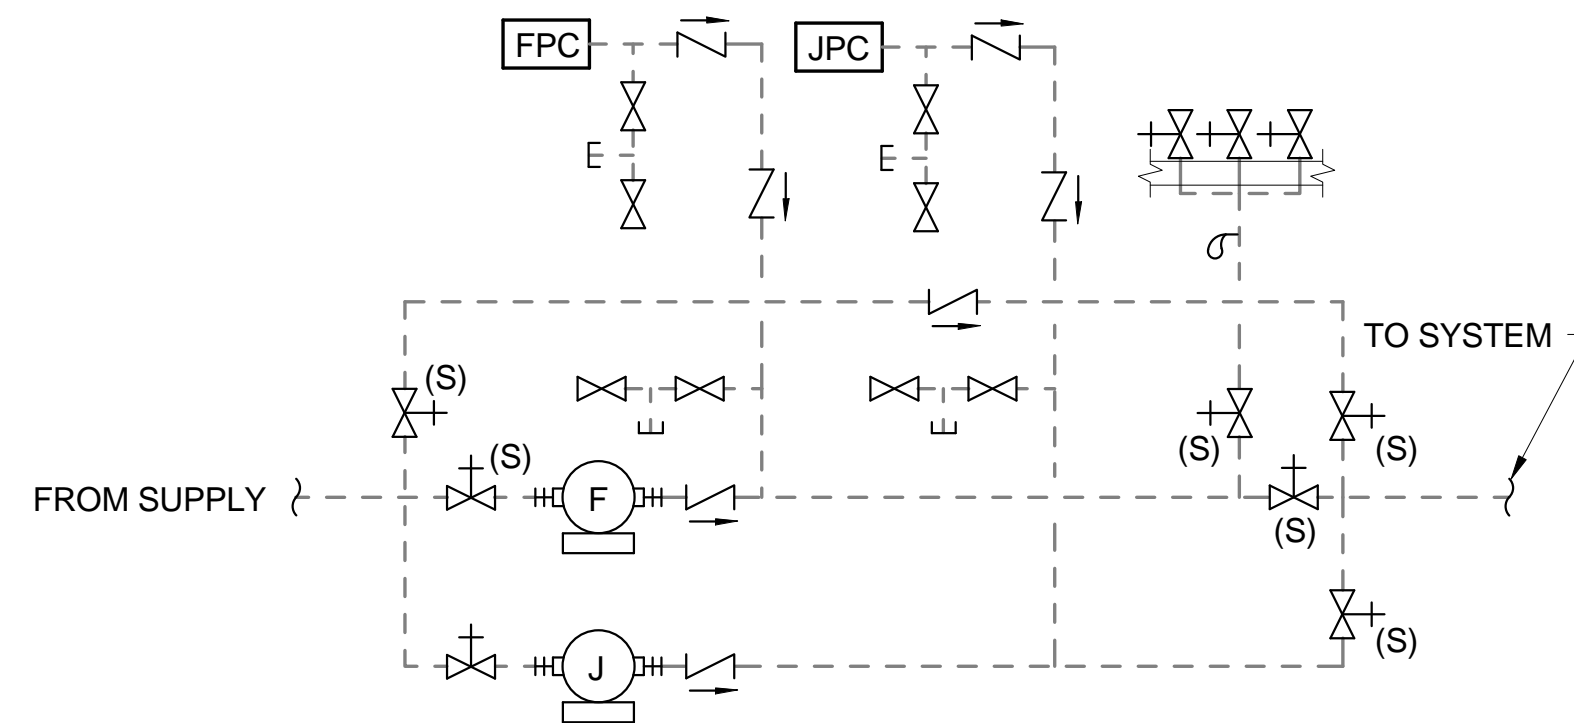 FPC
JPC
TO SYSTEM
(S)
(S)
(S)
(S)
FROM SUPPLY
F
(S)
(S)
J